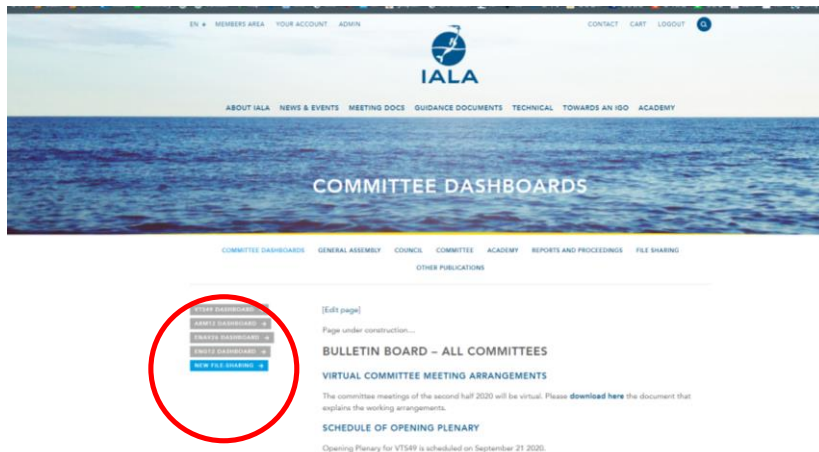 EN MEMBERS AREA YOUR ACCOUNT ADMIN
CONTACT CART LOGOUT
IALA
ABOUT IALA NEWS & EVENTS MEETING DOCS GUIDANCE DOCUMENTS TECHNICAL TOWARDS AN IGO ACADEMY
COMMITTEE DASHBOARDS
COMMITTEE DASHBOARDS GENERAL ASSEMBLY COUNCIL COMMITTEE ACADEMY REPORTS AND PROCEEDINGS FILE SHARING
OTHER PUBLICATIONS
VTS49 DASHBOARD
ARM12 DASHBOARD →
ENAV26 DASHBOARD →
ENG12 DASHBOARD →
NEW FILE SHARING →
[Edit page]
Page under construction...
BULLETIN BOARD – ALL COMMITTEES
VIRTUAL COMMITTEE MEETING ARRANGEMENTS
The committee meetings of the second half 2020 will be virtual. Please download here the document that
explains the working arrangements.
SCHEDULE OF OPENING PLENARY
Opening Plenary for VTS49 is scheduled on September 21 2020.